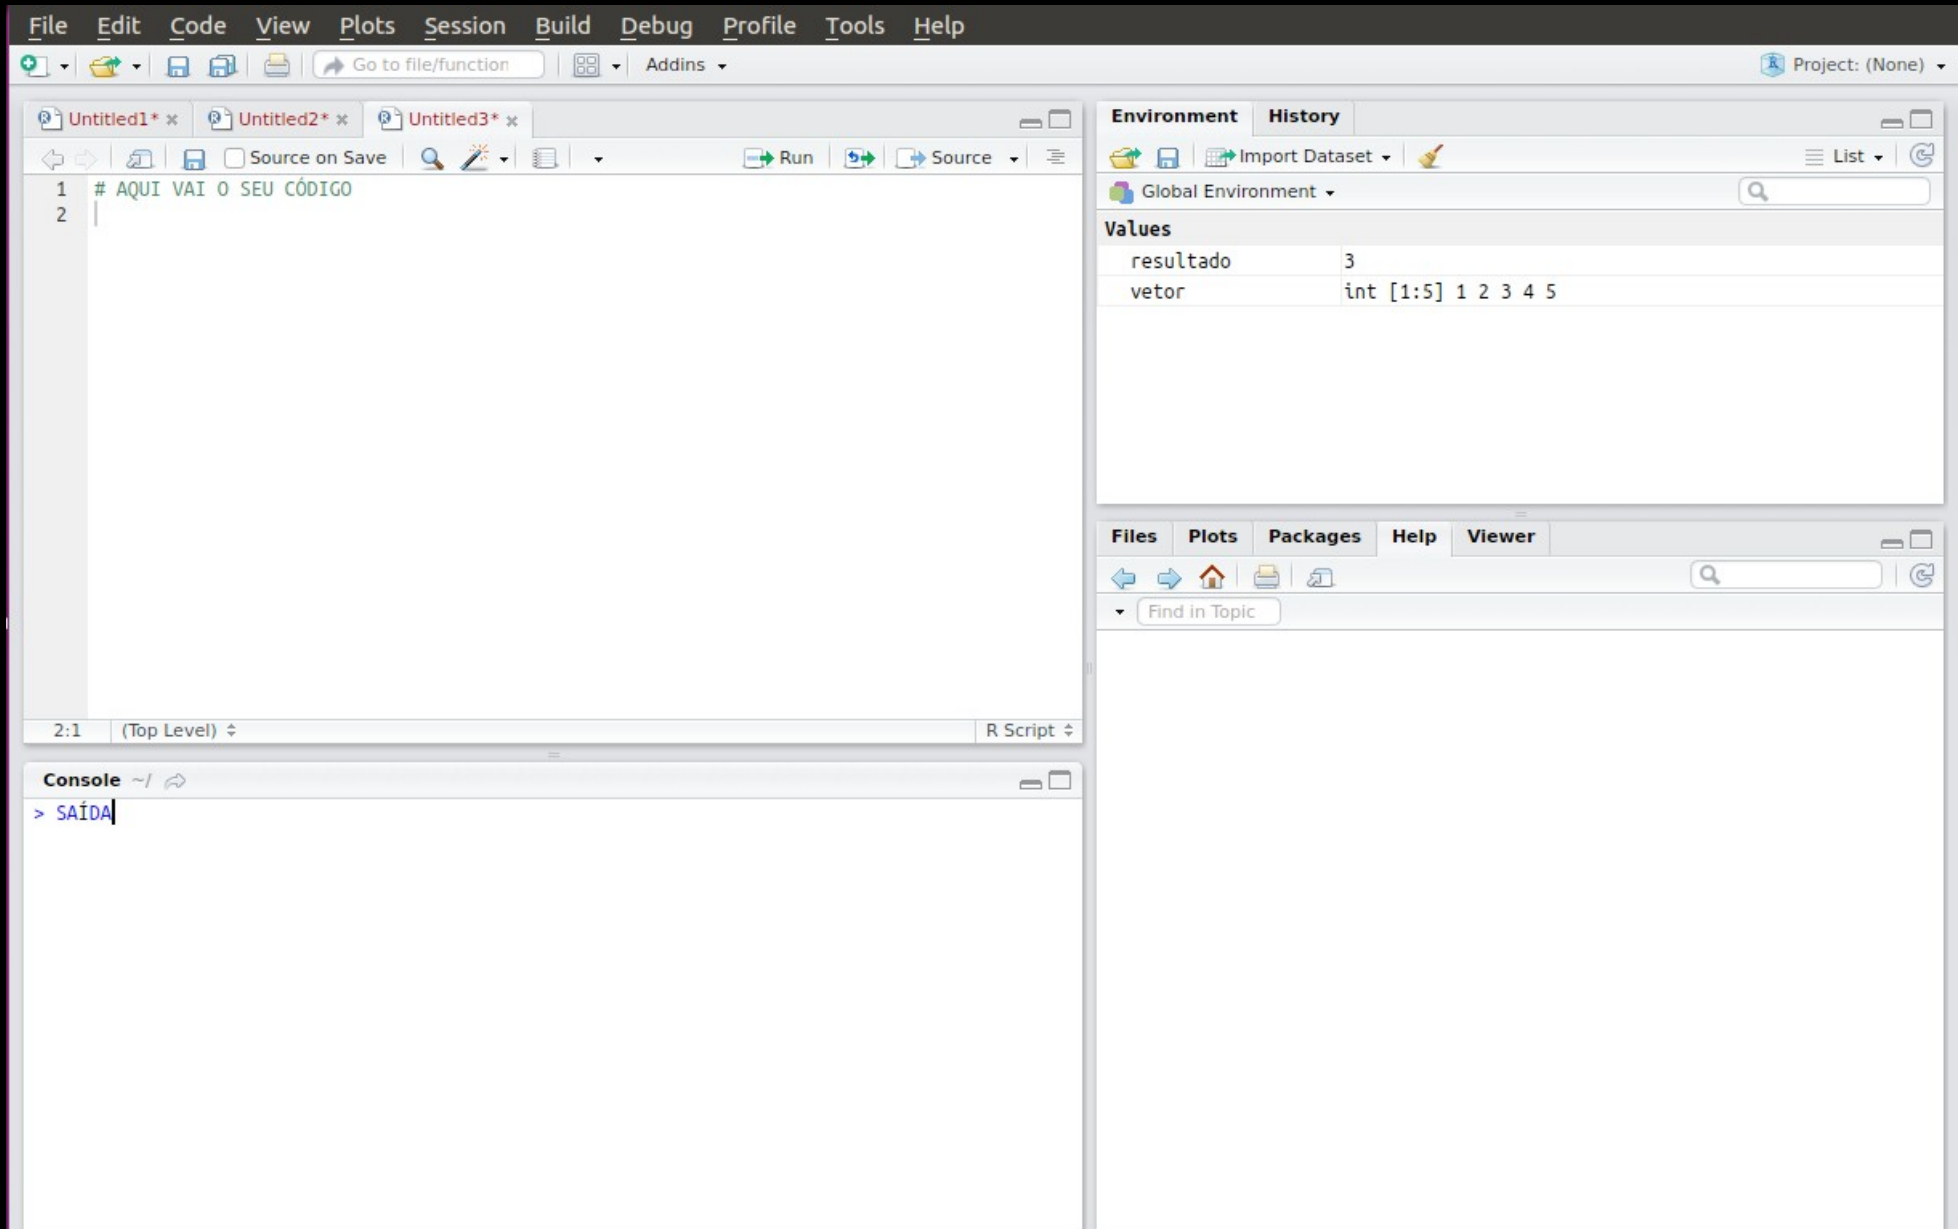 File Edit Code View Plots Session Build Debug Profile Tools Help
Go to file/function Addins Project: (None)
Untitled1* Untitled2* Untitled3*
Source on Save Run Source
1 # AQUI VAI O SEU CÓDIGO
2
2:1 (Top Level) R Script
Console ~/
> SAÍDA
Environment History
Import Dataset List
Global Environment
Values
resultado 3
vetor int [1:5] 1 2 3 4 5
Files Plots Packages Help Viewer
Find in Topic